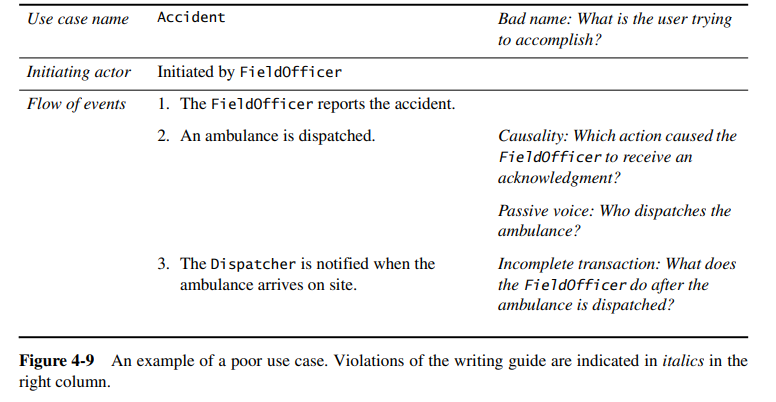 Use case name Accident Bad name: What is the user trying
to accomplish?
Initiating actor Initiated by FieldOfficer
Flow of events 1. The FieldOfficer reports the accident.
2. An ambulance is dispatched. Causality: Which action caused the
FieldOfficer to receive an
acknowledgment?
Passive voice: Who dispatches the
ambulance?
3. The Dispatcher is notified when the Incomplete transaction: What does
ambulance arrives on site. the FieldOfficer do after the
ambulance is dispatched?
Figure 4-9 An example of a poor use case. Violations of the writing guide are indicated in italics in the
right column.